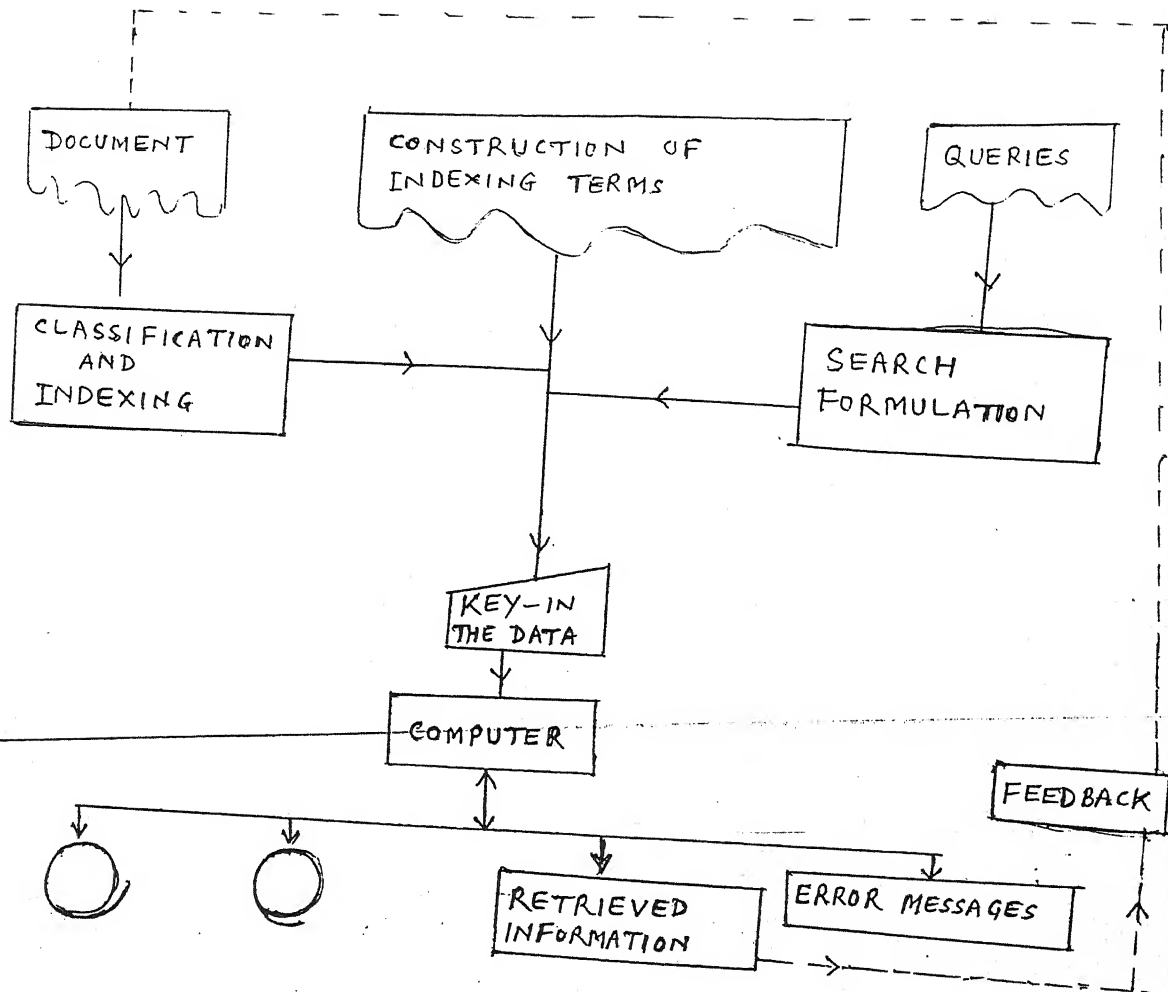 DOCUMENT
CONSTRUCTION OF
INDEXING TERMS
QUERIES
CLASSIFICATION
AND
INDEXING
SEARCH
FORMULATION
KEY-IN
THE DATA
COMPUTER
FEEDBACK
RETRIEVED
INFORMATION
ERROR MESSAGES